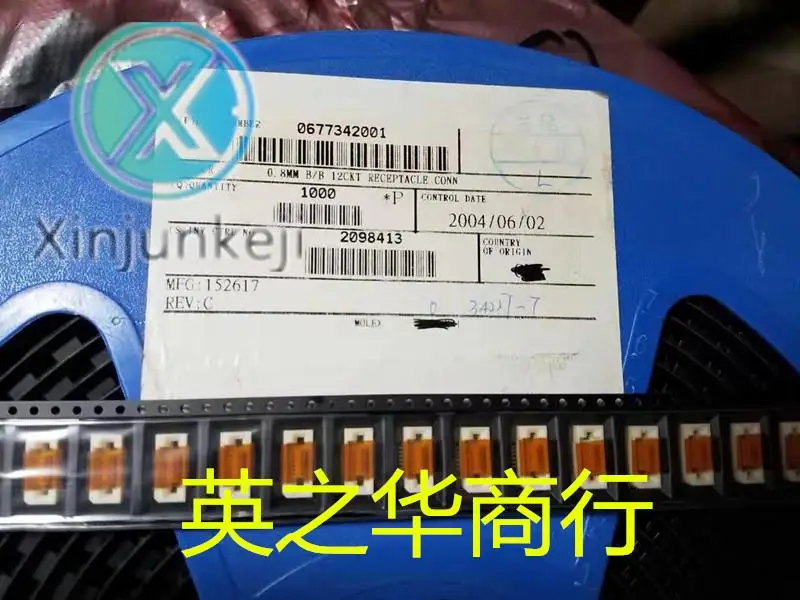 0677342001
0.8MM B/B 12CKT RECEPTACLE CONN
QUANTITY
1000
*P
CONTROL DATE
2004/06/02
2098413
COUNTRY
OF ORIGIN
MFG:152617
REV:C
MOLEX
X
Xinjunkeji
英之华商行